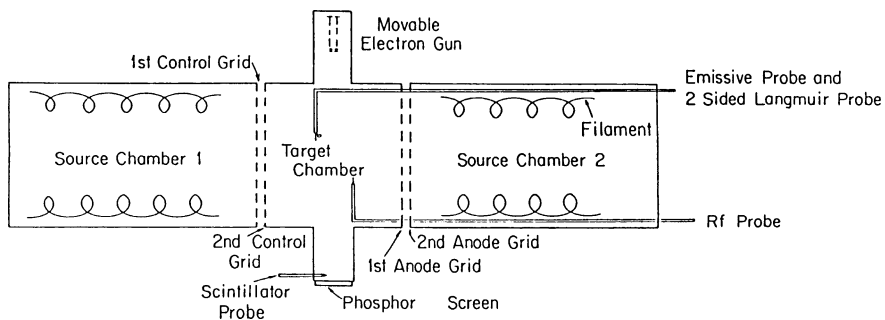 Movable
Electron Gun
1st Control Grid
Emissive Probe and
2 Sided Langmuir Probe
Filament
Source Chamber 1
Target
Chamber
Source Chamber 2
Rf Probe
2nd Control
Grid
2nd Anode Grid
1st Anode Grid
Scintillator
Probe
Phosphor Screen